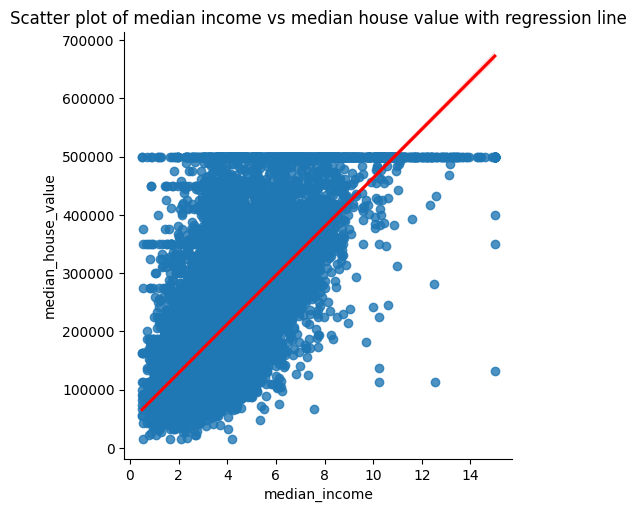 Scatter plot of median income vs median house value with regression line
700000
600000
500000
400000
300000
200000
100000
0
median_house_value
0 2 4 6 8 10 12 14
median_income